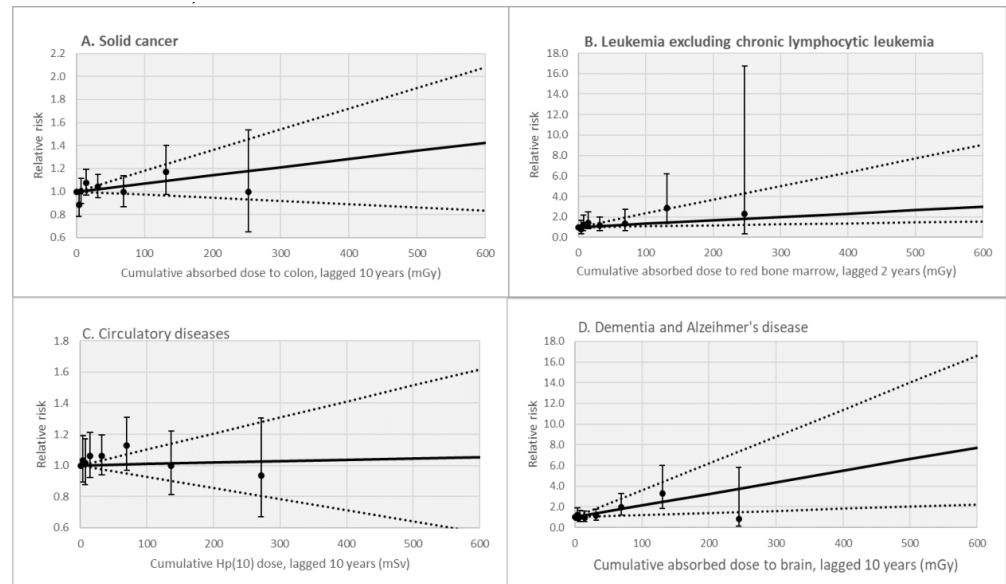 A. Solid cancer
2.2
2.0
1.8
1.6
1.4
1.2
1.0
0.8
0.6
Relative risk
0 100 200 300 400 500 600
Cumulative absorbed dose to colon, lagged 10 years (mGy)
B. Leukemia excluding chronic lymphocytic leukemia
18.0
16.0
14.0
12.0
10.0
8.0
6.0
4.0
2.0
0.0
Relative risk
0 100 200 300 400 500 600
Cumulative absorbed dose to red bone marrow, lagged 2 years (mGy)
C. Circulatory diseases
1.8
1.6
1.4
1.2
1.0
0.8
0.6
Relative risk
0 100 200 300 400 500 600
Cumulative Hp(10) dose, lagged 10 years (mSv)
D. Dementia and Alzeihmer's disease
18.0
16.0
14.0
12.0
10.0
8.0
6.0
4.0
2.0
0.0
Relative risk
0 100 200 300 400 500 600
Cumulative absorbed dose to brain, lagged 10 years (mGy)